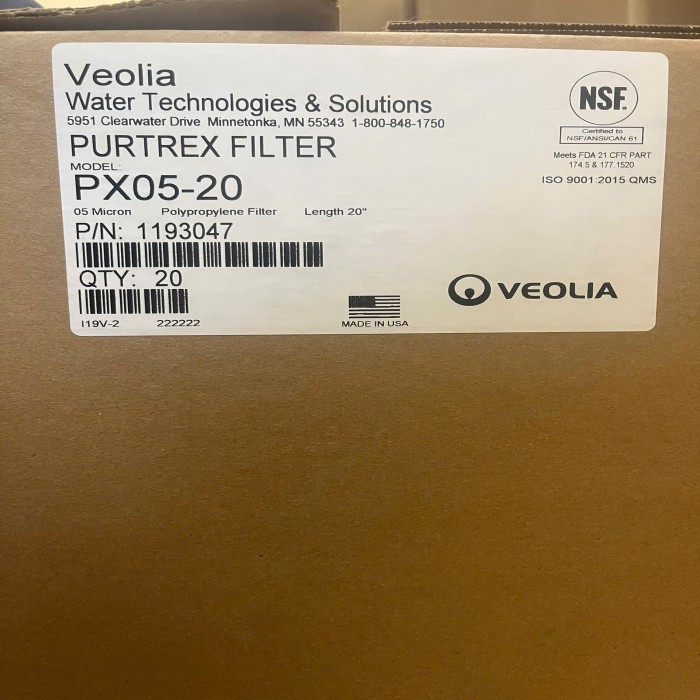 Veolia
Water Technologies & Solutions
5951 Clearwater Drive Minnetonka, MN 55343 1-800-848-1750
PURTREX FILTER
MODEL:
PX05-20
05 Micron Polypropylene Filter Length 20"
P/N: 1193047
QTY: 20
I19V-2 222222
MADE IN USA
NSF.
Certified to
NSF/ANSI/CAN 61
Meets FDA 21 CFR PART
174.5 & 177.1520
ISO 9001:2015 QMS
VEOLIA